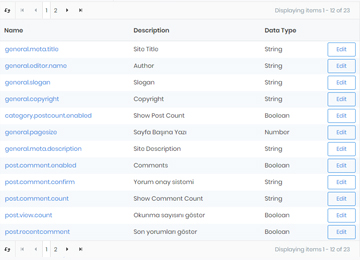 1 2 Displaying items 1 - 12 of 23
Name Description Data Type
general.meta.title Site Title String Edit
general.editor.name Author String Edit
general.slogan Slogan String Edit
general.copyright Copyright String Edit
category.postcount.enabled Show Post Count Boolean Edit
general.pagesize Sayfa Başına Yazı Number Edit
general.meta.description Site Description String Edit
post.comment.enabled Comments Boolean Edit
post.comment.confirm Yorum onay sistemi String Edit
post.comment.count Show Comment Count String Edit
post.view.count Okunma sayısını göster Boolean Edit
post.recentcomment Son yorumları göster Boolean Edit
1 2 Displaying items 1 - 12 of 23